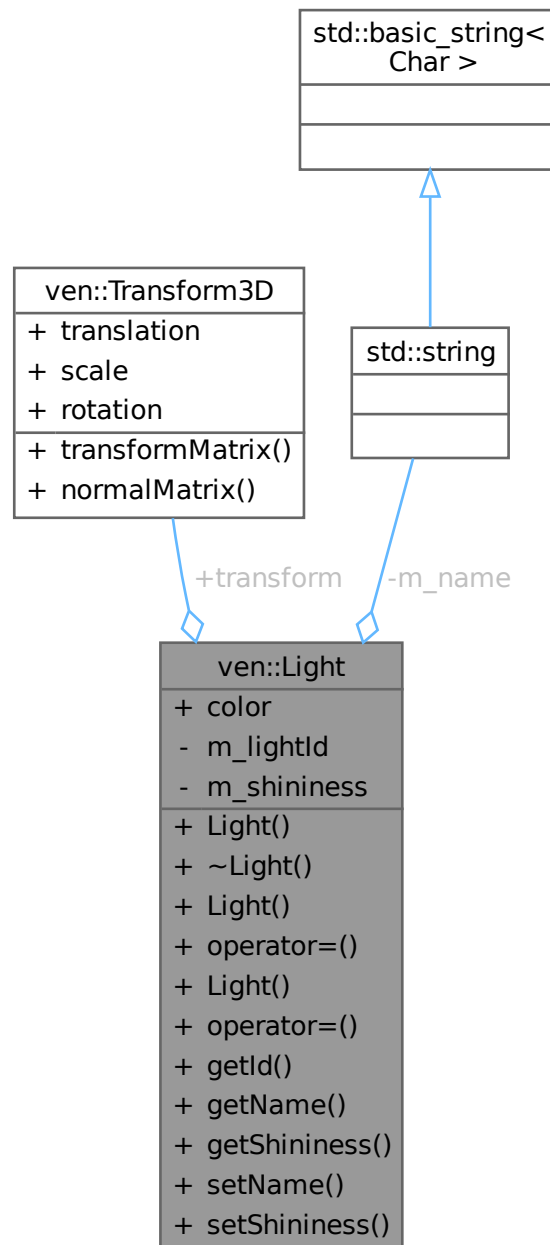 std::basic_string<
Char >
ven::Transform3D
+ translation
+ scale
+ rotation
+ transformMatrix()
+ normalMatrix()
std::string
+transform
-m_name
ven::Light
+ color
- m_lightId
- m_shininess
+ Light()
+ ~Light()
+ Light()
+ operator=()
+ Light()
+ operator=()
+ getId()
+ getName()
+ getShininess()
+ setName()
+ setShininess()